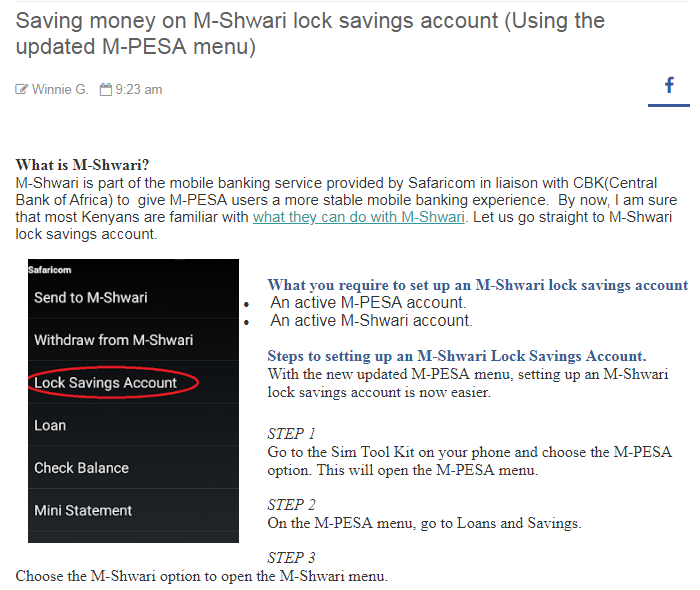 Saving money on M-Shwari lock savings account (Using the
updated M-PESA menu)
Winnie G. 9:23 am
f
What is M-Shwari?
M-Shwari is part of the mobile banking service provided by Safaricom in liaison with CBK(Central
Bank of Africa) to give M-PESA users a more stable mobile banking experience. By now, I am sure
that most Kenyans are familiar with what they can do with M-Shwari. Let us go straight to M-Shwari
lock savings account.
Safaricom
Send to M-Shwari
Withdraw from M-Shwari
Lock Savings Account
Loan
Check Balance
Mini Statement
What you require to set up an M-Shwari lock savings account
• An active M-PESA account.
• An active M-Shwari account.
Steps to setting up an M-Shwari Lock Savings Account.
With the new updated M-PESA menu, setting up an M-Shwari
lock savings account is now easier.
STEP 1
Go to the Sim Tool Kit on your phone and choose the M-PESA
option. This will open the M-PESA menu.
STEP 2
On the M-PESA menu, go to Loans and Savings.
STEP 3
Choose the M-Shwari option to open the M-Shwari menu.